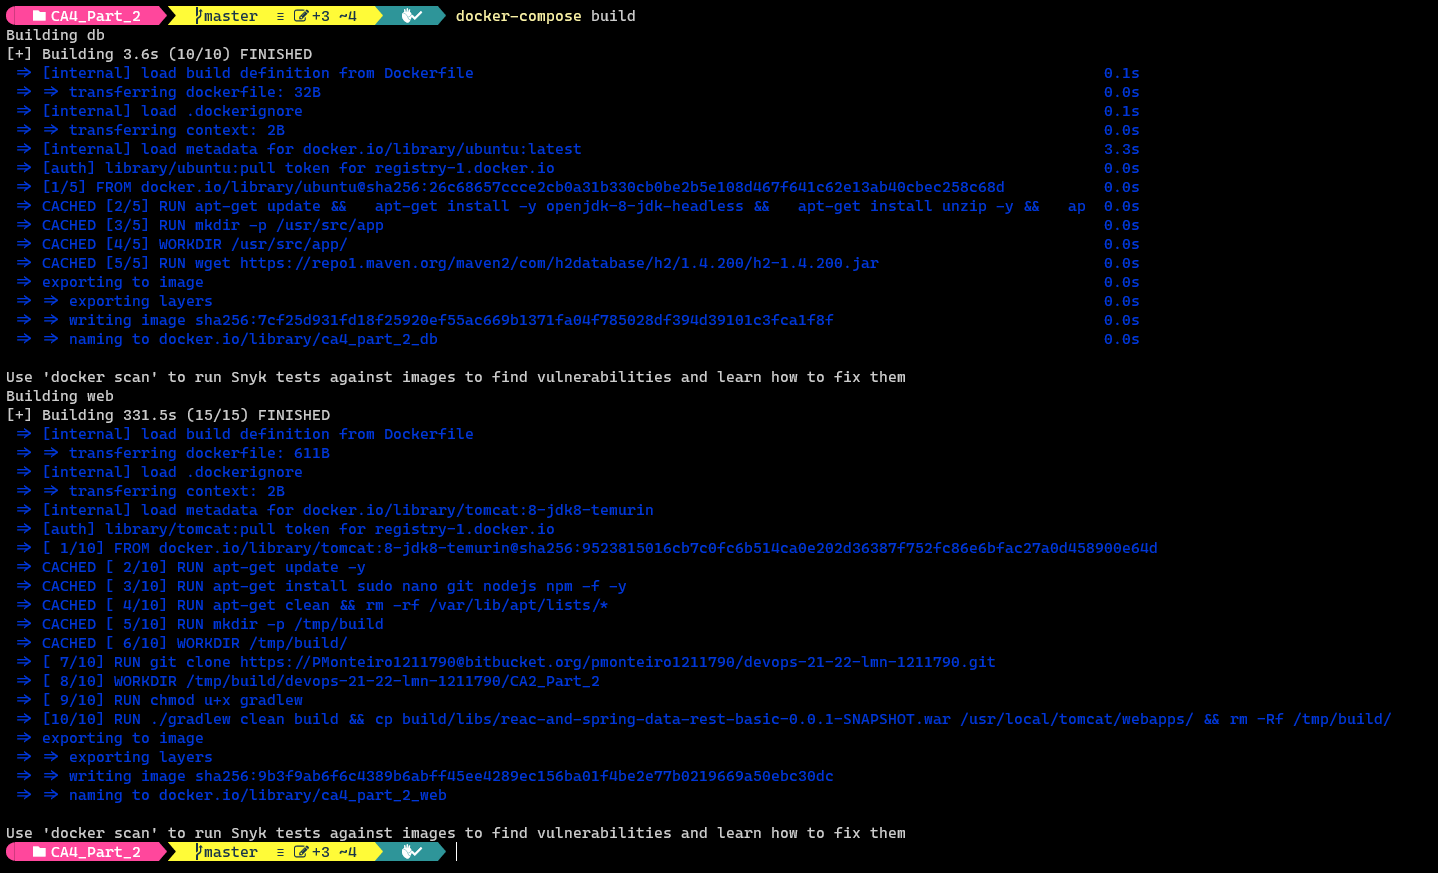 CA4_Part_2 master ≡ +3 ~4 docker-compose build
Building db
[+] Building 3.6s (10/10) FINISHED
=> [internal] load build definition from Dockerfile 0.1s
=> => transferring dockerfile: 32B 0.0s
=> [internal] load .dockerignore 0.1s
=> => transferring context: 2B 0.0s
=> [internal] load metadata for docker.io/library/ubuntu:latest 3.3s
=> [auth] library/ubuntu:pull token for registry-1.docker.io 0.0s
=> [1/5] FROM docker.io/library/ubuntu@sha256:26c68657ccce2cb0a31b330cb0be2b5e108d467f641c62e13ab40cbec258c68d 0.0s
=> CACHED [2/5] RUN apt-get update &&   apt-get install -y openjdk-8-jdk-headless &&   apt-get install unzip -y &&   ap 0.0s
=> CACHED [3/5] RUN mkdir -p /usr/src/app 0.0s
=> CACHED [4/5] WORKDIR /usr/src/app/ 0.0s
=> CACHED [5/5] RUN wget https://repo1.maven.org/maven2/com/h2database/h2/1.4.200/h2-1.4.200.jar 0.0s
=> exporting to image 0.0s
=> => exporting layers 0.0s
=> => writing image sha256:7cf25d931fd18f25920ef55ac669b1371fa04f785028df394d39101c3fca1f8f 0.0s
=> => naming to docker.io/library/ca4_part_2_db 0.0s
Use 'docker scan' to run Snyk tests against images to find vulnerabilities and learn how to fix them
Building web
[+] Building 331.5s (15/15) FINISHED
=> [internal] load build definition from Dockerfile
=> => transferring dockerfile: 611B
=> [internal] load .dockerignore
=> => transferring context: 2B
=> [internal] load metadata for docker.io/library/tomcat:8-jdk8-temurin
=> [auth] library/tomcat:pull token for registry-1.docker.io
=> [ 1/10] FROM docker.io/library/tomcat:8-jdk8-temurin@sha256:9523815016cb7c0fc6b514ca0e202d36387f752fc86e6bfac27a0d458900e64d
=> CACHED [ 2/10] RUN apt-get update -y
=> CACHED [ 3/10] RUN apt-get install sudo nano git nodejs npm -f -y
=> CACHED [ 4/10] RUN apt-get clean && rm -rf /var/lib/apt/lists/*
=> CACHED [ 5/10] RUN mkdir -p /tmp/build
=> CACHED [ 6/10] WORKDIR /tmp/build/
=> [ 7/10] RUN git clone https://PMonteiro1211790@bitbucket.org/pmonteiro1211790/devops-21-22-lmn-1211790.git
=> [ 8/10] WORKDIR /tmp/build/devops-21-22-lmn-1211790/CA2_Part_2
=> [ 9/10] RUN chmod u+x gradlew
=> [10/10] RUN ./gradlew clean build && cp build/libs/reac-and-spring-data-rest-basic-0.0.1-SNAPSHOT.war /usr/local/tomcat/webapps/ && rm -Rf /tmp/build/
=> exporting to image
=> => exporting layers
=> => writing image sha256:9b3f9ab6f6c4389b6abff45ee4289ec156ba01f4be2e77b0219669a50ebc30dc
=> => naming to docker.io/library/ca4_part_2_web
Use 'docker scan' to run Snyk tests against images to find vulnerabilities and learn how to fix them
CA4_Part_2 master ≡ +3 ~4